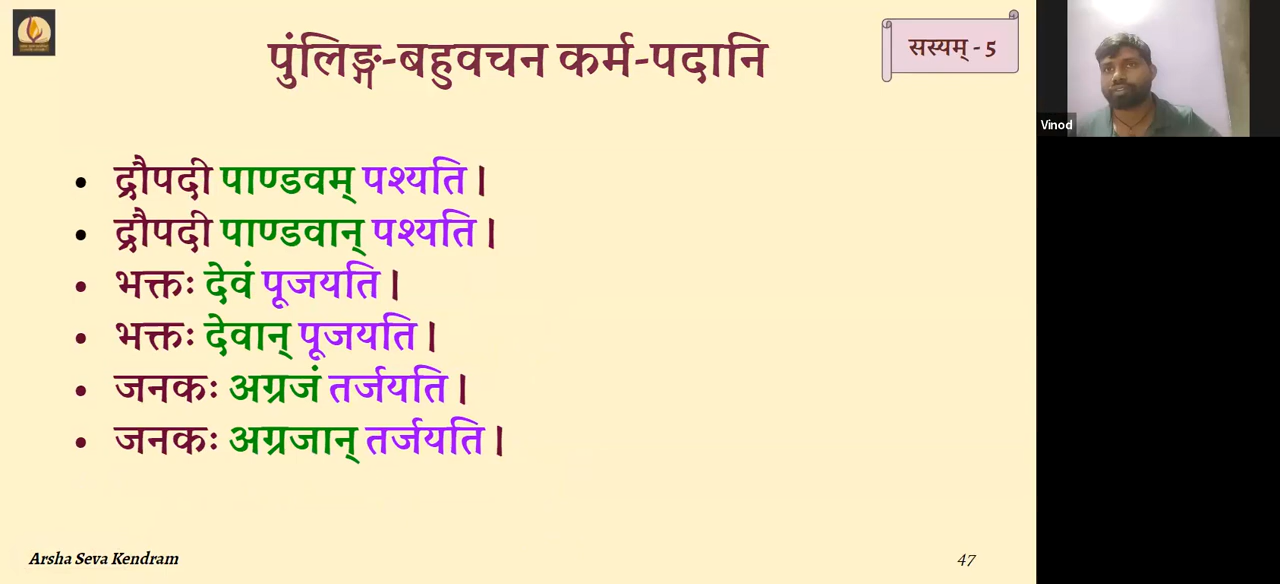 पुंलिङ्ग-बहुवचन कर्म-पदानि
सस्यम् - 5
Vinod
• द्रौपदी पाण्डवम् पश्यति ।
• द्रौपदी पाण्डवान् पश्यति ।
• भक्तः देवं पूजयति ।
• भक्तः देवान् पूजयति ।
• जनकः अग्रजं तर्जयति ।
• जनकः अग्रजान् तर्जयति ।
Arsha Seva Kendram
47